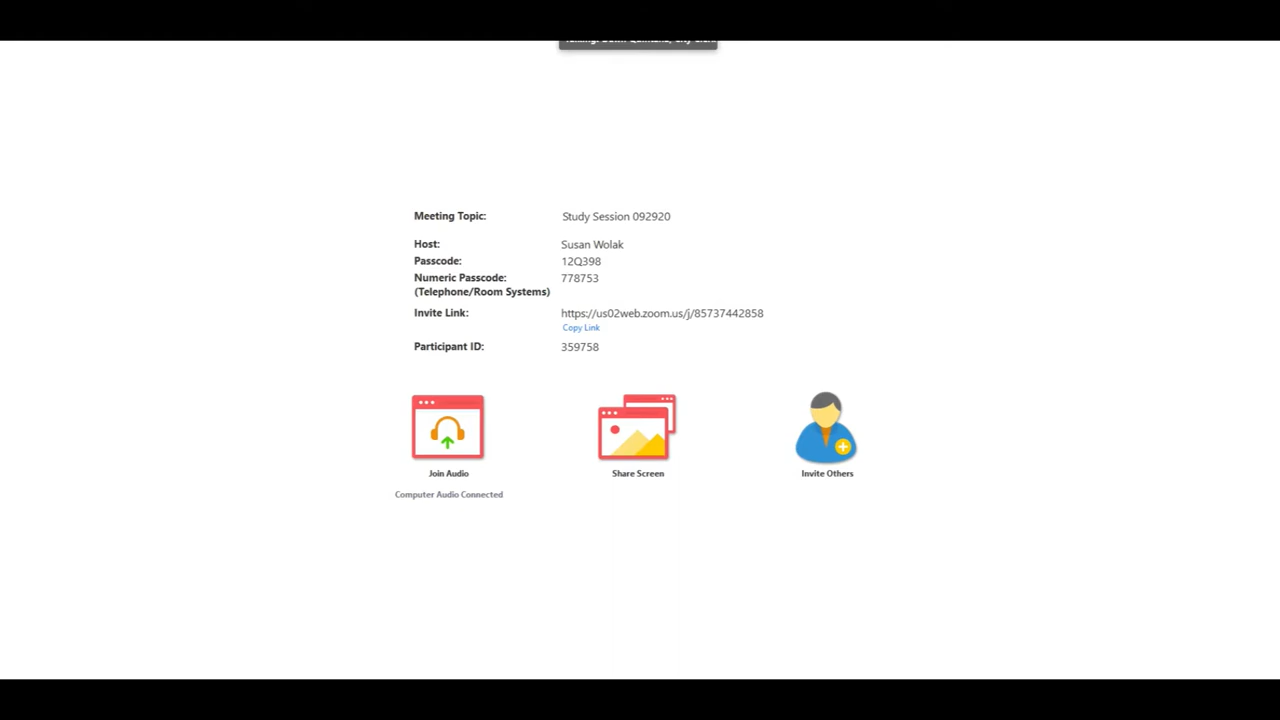 Meeting Topic: Study Session 092920
Host: Susan Wolak
Passcode: 12Q398
Numeric Passcode: 778753
(Telephone/Room Systems)
Invite Link: https://us02web.zoom.us/j/85737442858
Copy Link
Participant ID: 359758
Join Audio Share Screen Invite Others
Computer Audio Connected